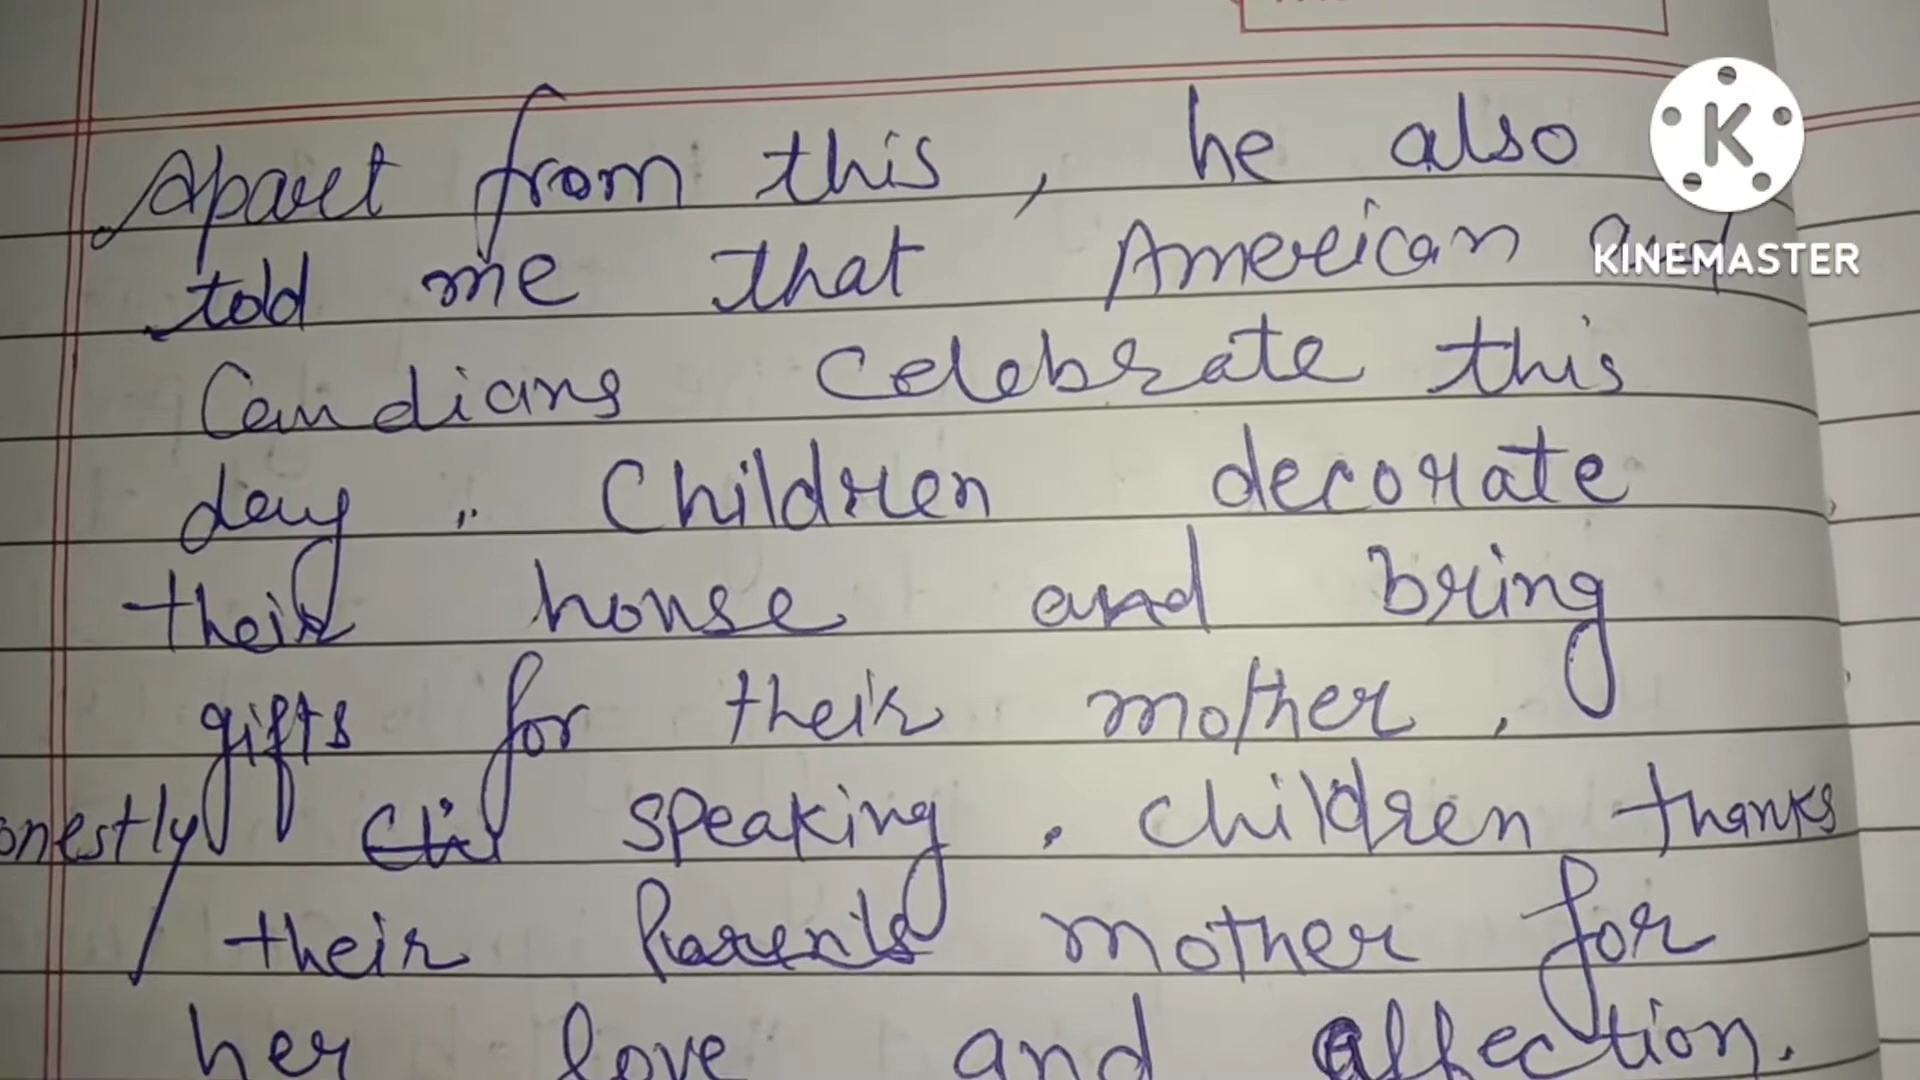 K
KINEMASTER
Apart from this, he also
told me that American and
Candians Celebrate this
day. Children decorate
their house and bring
gifts for their mother.
onestly speaking. Children thanks
their Parents mother for
her love and affection.